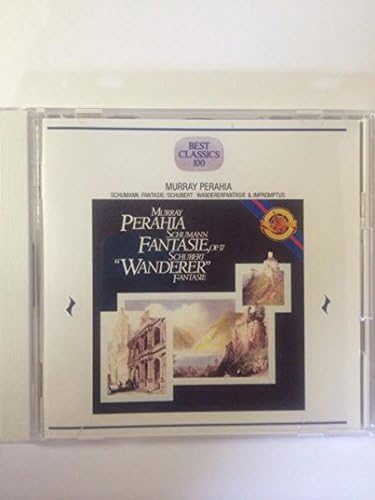 BEST
CLASSICS
100
MURRAY PERAHIA
SCHUMANN : FANTASIE / SCHUBERT : WANDERERFANTASIE & IMPROMPTUS
MURRAY
PERAHIA
SCHUMANN
FANTASIE, OP. 17
SCHUBERT
"WANDERER"
FANTASIE